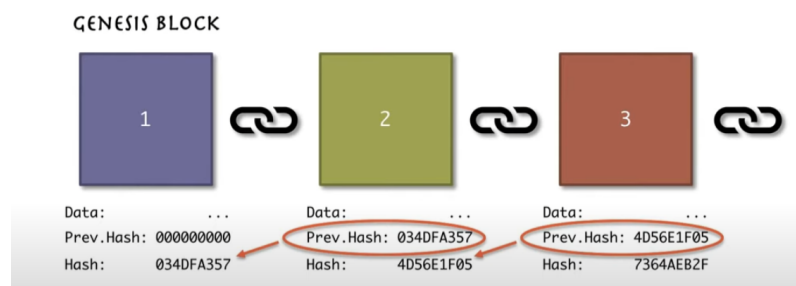 GENESIS BLOCK
1
2
3
Data: ...
Prev.Hash: 000000000
Hash: 034DFA357
Data: ...
Prev.Hash: 034DFA357
Hash: 4D56E1F05
Data: ...
Prev.Hash: 4D56E1F05
Hash: 7364AEB2F